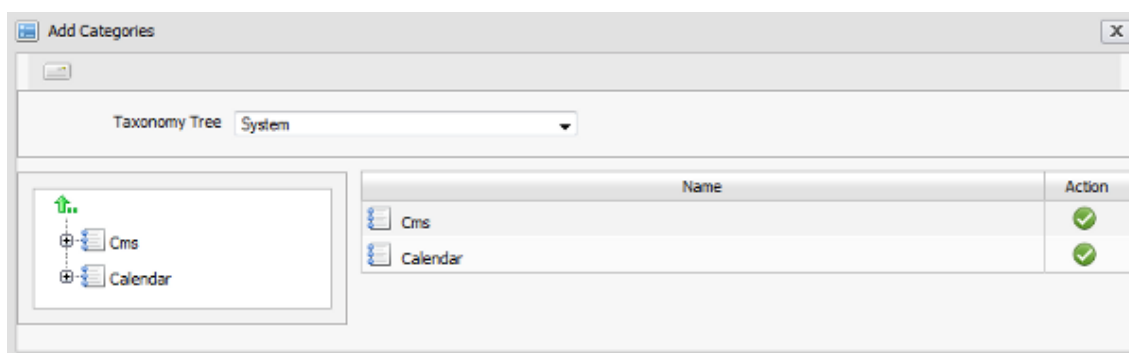 Add Categories
Taxonomy Tree System
Name Action
Cms
Calendar
Cms
Calendar